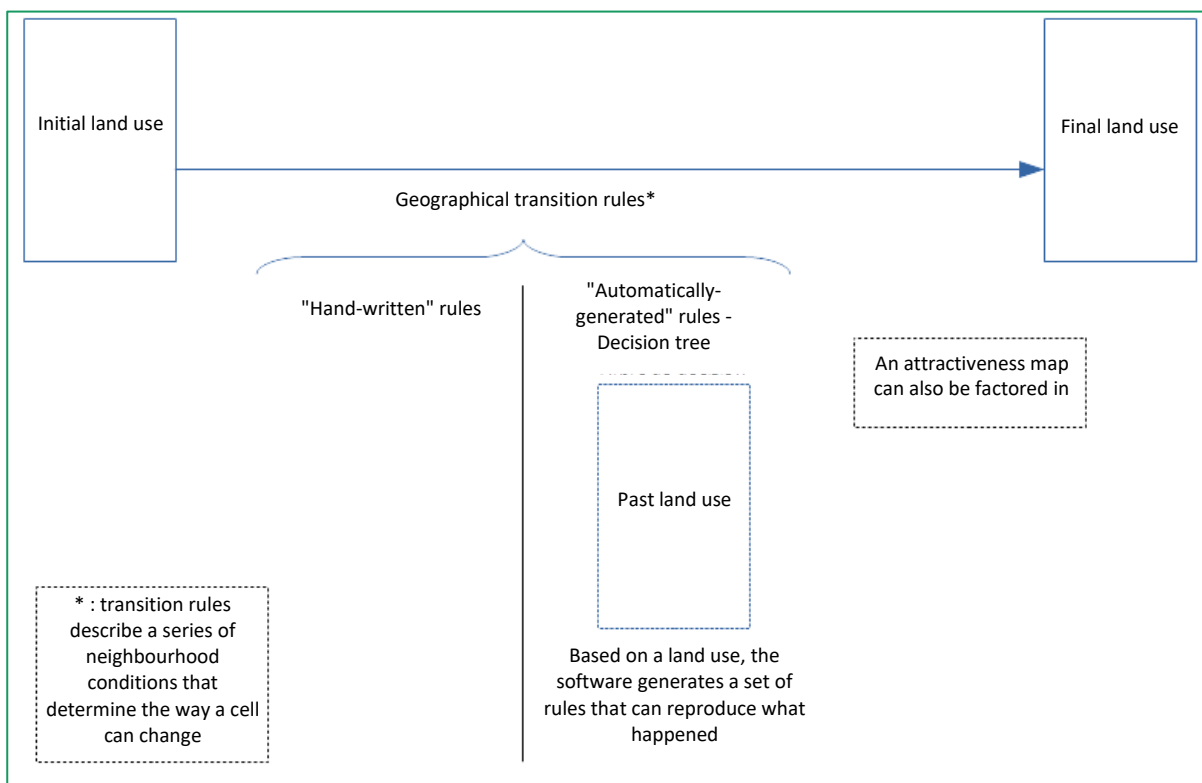 Initial land use
Final land use
Geographical transition rules*
"Hand-written" rules
"Automatically-
generated" rules -
Decision tree
An attractiveness map
can also be factored in
Past land use
* : transition rules
describe a series of
neighbourhood
conditions that
determine the way a cell
can change
Based on a land use, the
software generates a set of
rules that can reproduce what
happened